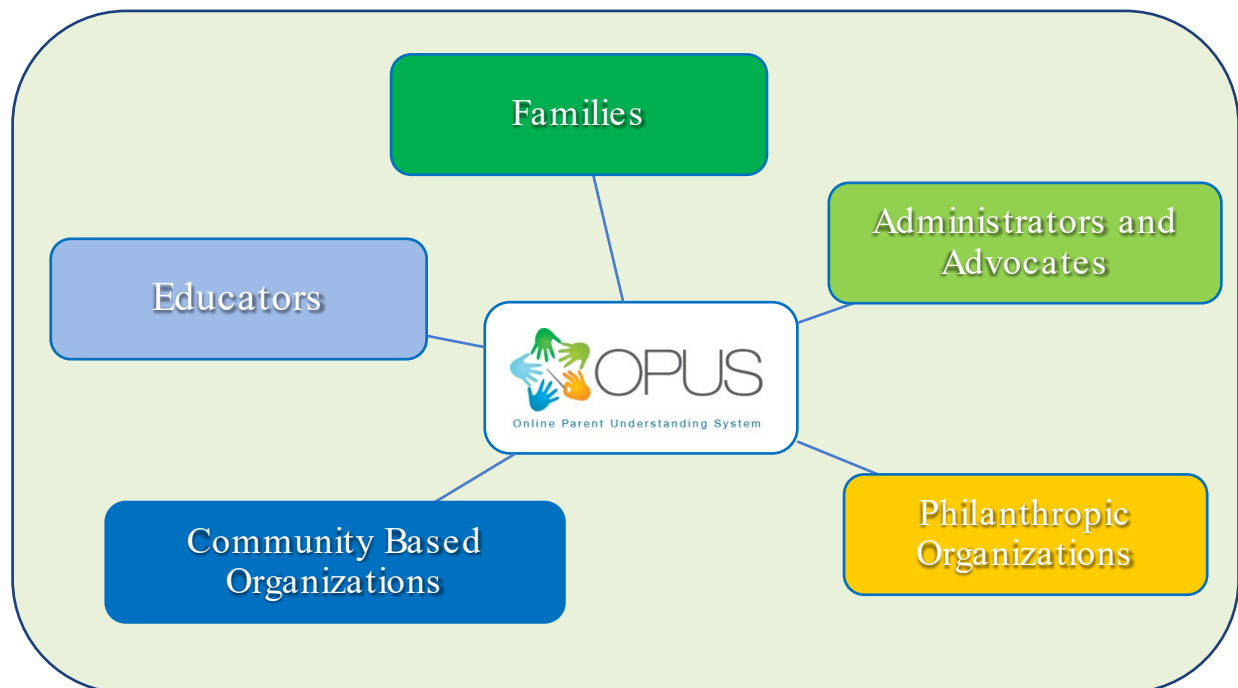 Families
Administrators and
Advocates
Educators
OPUS
Online Parent Understanding System
Community Based
Organizations
Philanthropic
Organizations